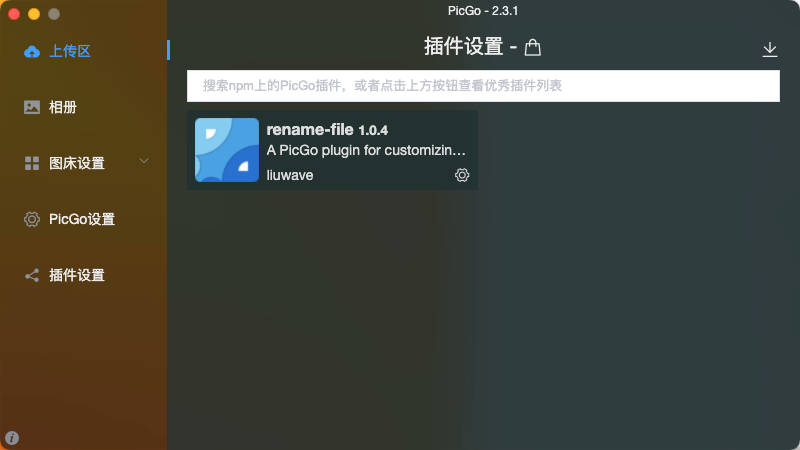 PicGo - 2.3.1
上传区
相册
图床设置
PicGo设置
插件设置
插件设置 -
搜索npm上的PicGo插件，或者点击上方按钮查看优秀插件列表
rename-file 1.0.4
A PicGo plugin for customizin…
liuwave